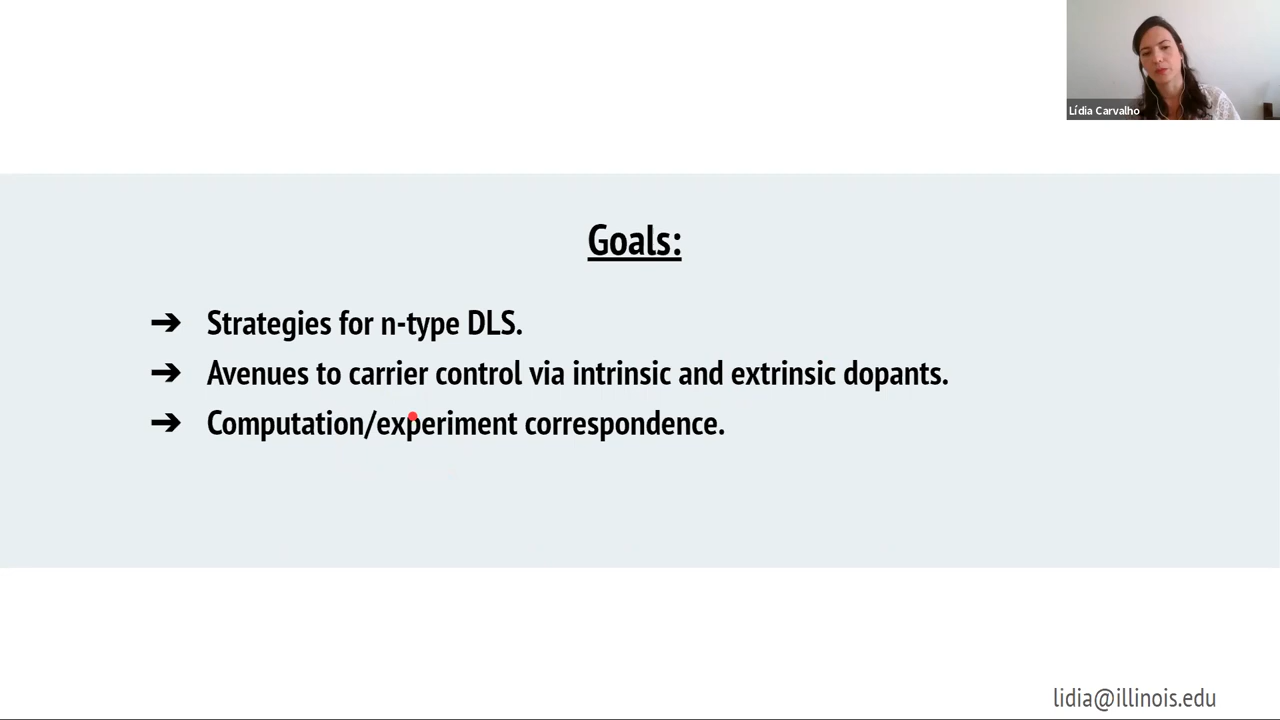 Lídia Carvalho
Goals:
➔ Strategies for n-type DLS.
➔ Avenues to carrier control via intrinsic and extrinsic dopants.
➔ Computation/experiment correspondence.
lidia@illinois.edu